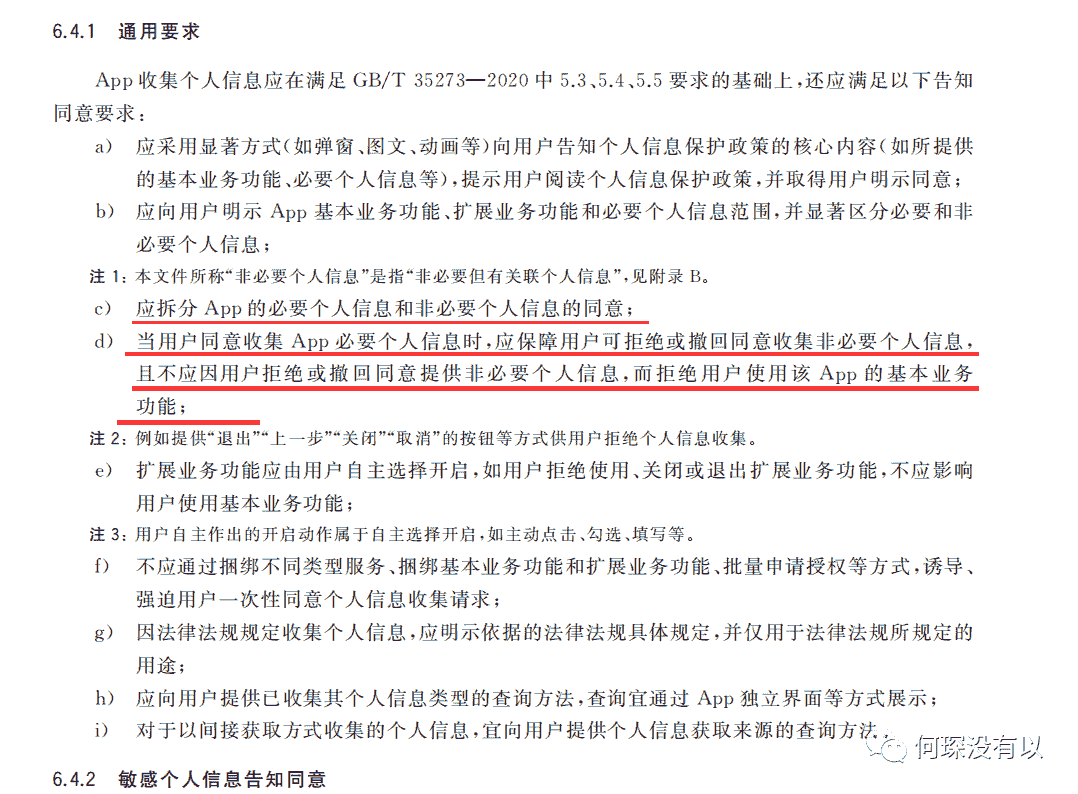 6.4.1 通用要求
App收集个人信息应在满足 GB/T 35273—2020 中 5.3、5.4、5.5 要求的基础上,还应满足以下告知
同意要求:
a) 应采用显著方式(如弹窗、图文、动画等)向用户告知个人信息保护政策的核心内容(如所提供
的基本业务功能、必要个人信息等),提示用户阅读个人信息保护政策,并取得用户明示同意;
b) 应向用户明示 App 基本业务功能、扩展业务功能和必要个人信息范围,并显著区分必要和非
必要个人信息;
注 1: 本文件所称“非必要个人信息”是指“非必要但有关联个人信息”,见附录 B。
c) 应拆分 App 的必要个人信息和非必要个人信息的同意;
d) 当用户同意收集 App 必要个人信息时,应保障用户可拒绝或撤回同意收集非必要个人信息,
且不应因用户拒绝或撤回同意提供非必要个人信息,而拒绝用户使用该 App 的基本业务
功能;
注 2: 例如提供“退出”“上一步”“关闭”“取消”的按钮等方式供用户拒绝个人信息收集。
e) 扩展业务功能应由用户自主选择开启,如用户拒绝使用、关闭或退出扩展业务功能,不应影响
用户使用基本业务功能;
注 3: 用户自主作出的开启动作属于自主选择开启,如主动点击、勾选、填写等。
f) 不应通过捆绑不同类型服务、捆绑基本业务功能和扩展业务功能、批量申请授权等方式,诱导、
强迫用户一次性同意个人信息收集请求;
g) 因法律法规规定收集个人信息,应明示依据的法律法规具体规定,并仅用于法律法规所规定的
用途;
h) 应向用户提供已收集其个人信息类型的查询方法,查询宜通过 App 独立界面等方式展示;
i) 对于以间接获取方式收集的个人信息,宜向用户提供个人信息获取来源的查询方法;
何琛没有以
6.4.2 敏感个人信息告知同意